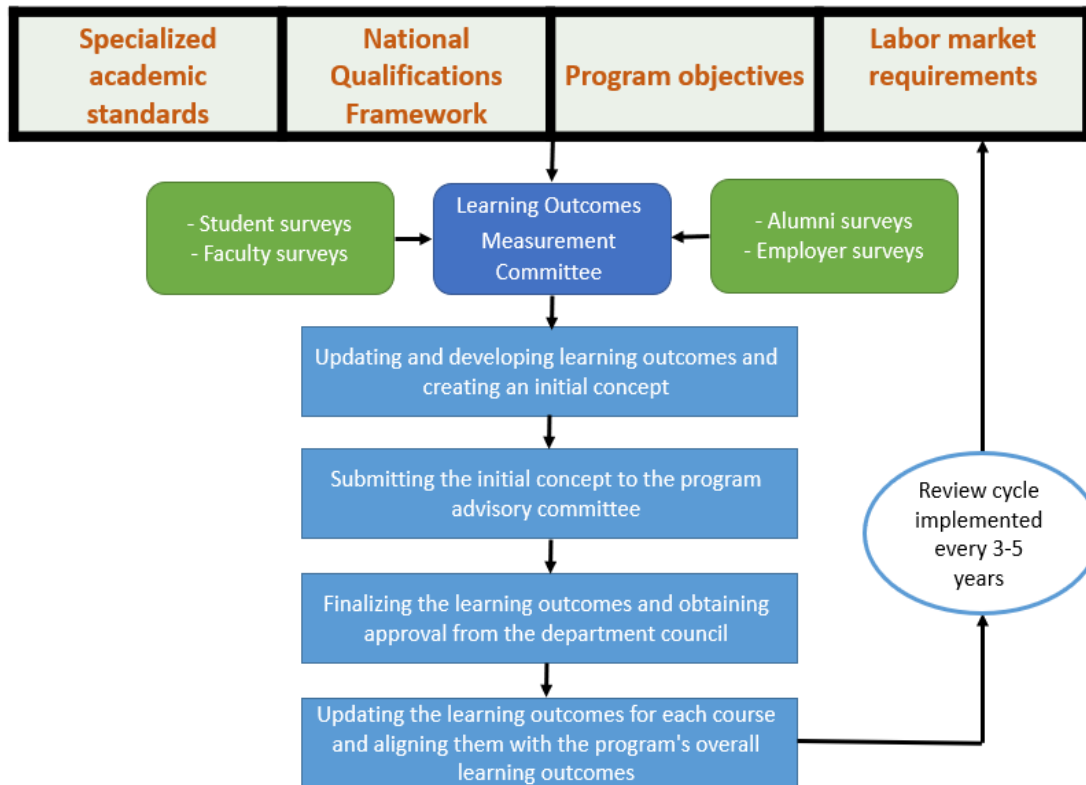 Specialized
academic
standards
National
Qualifications
Framework
Program objectives
Labor market
requirements
- Student surveys
- Faculty surveys
Learning Outcomes
Measurement
Committee
- Alumni surveys
- Employer surveys
Updating and developing learning outcomes and
creating an initial concept
Submitting the initial concept to the program
advisory committee
Review cycle
implemented
every 3-5
years
Finalizing the learning outcomes and obtaining
approval from the department council
Updating the learning outcomes for each course
and aligning them with the program's overall
learning outcomes